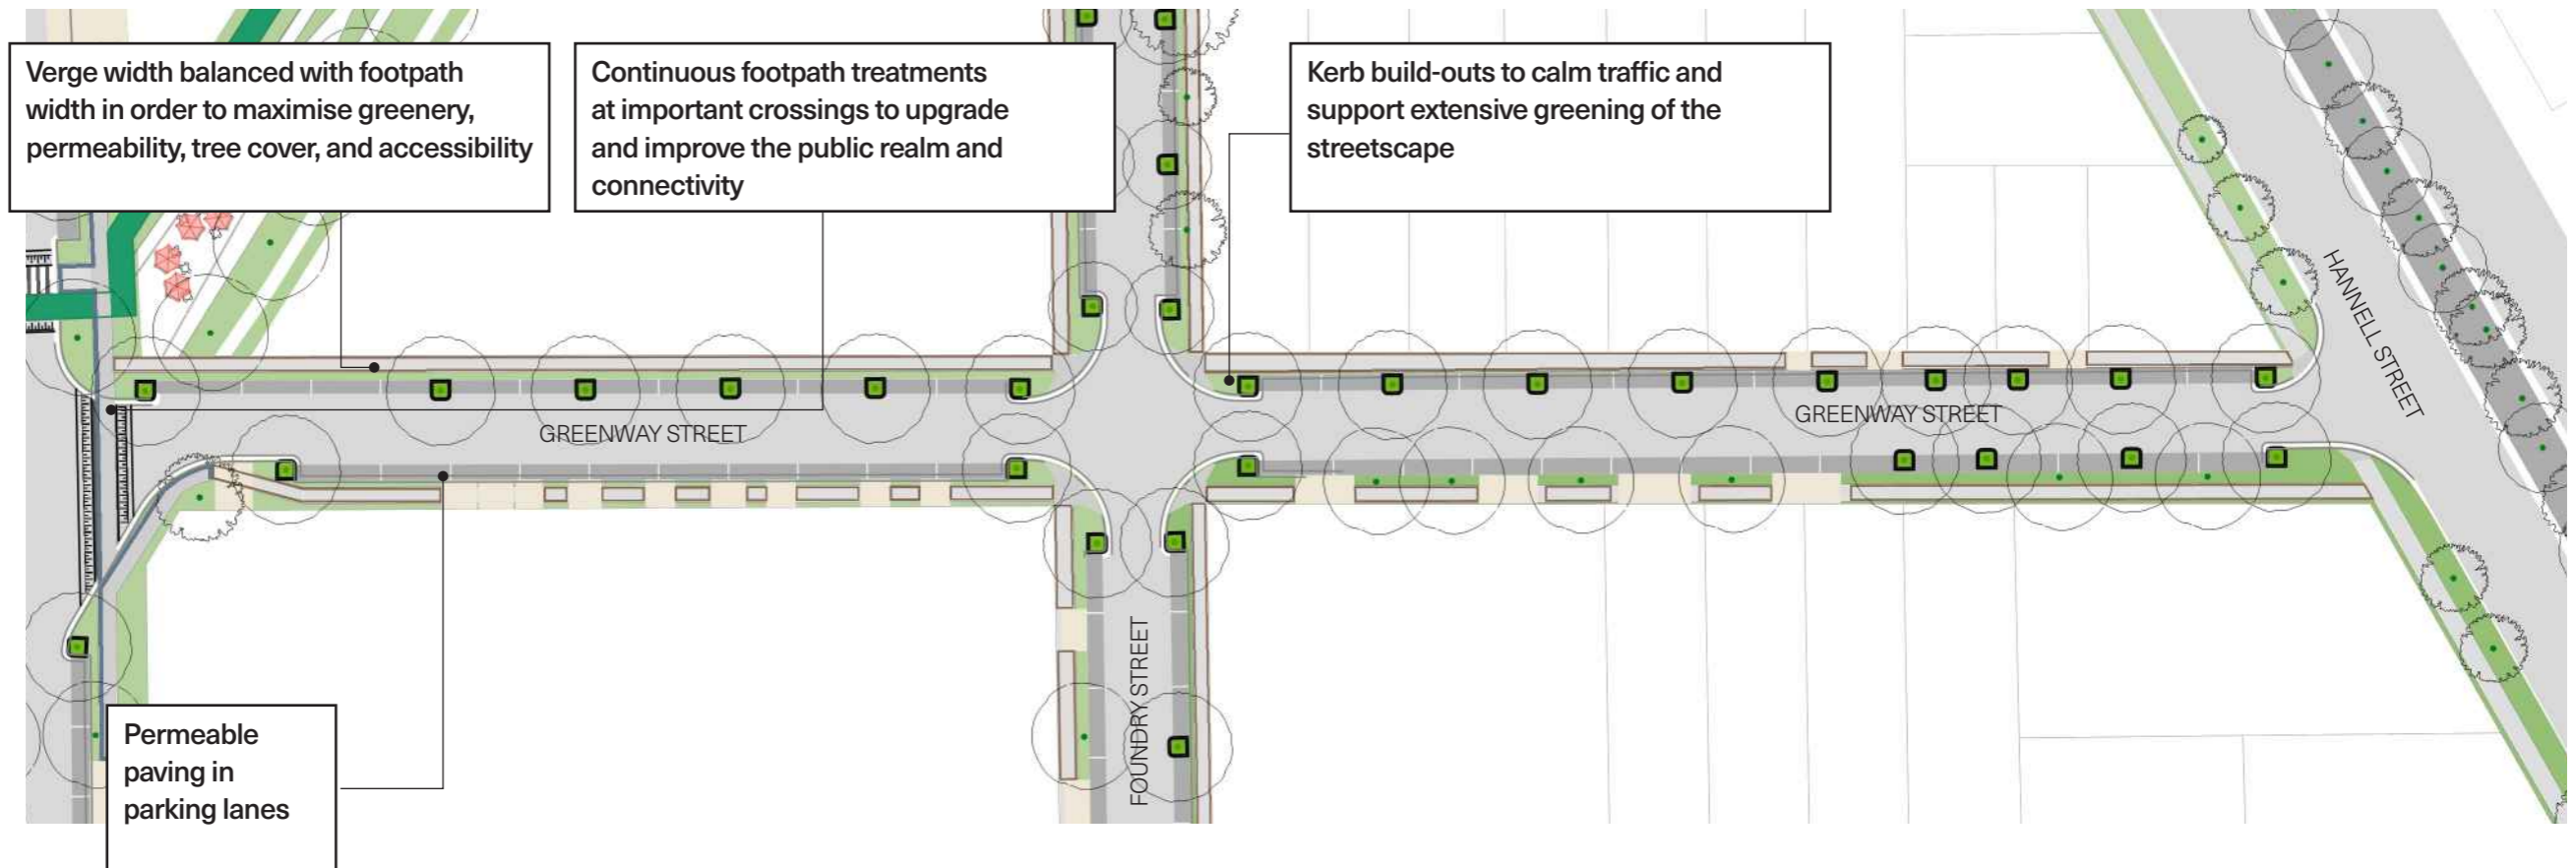 Verge width balanced with footpath
width in order to maximise greenery,
permeability, tree cover, and accessibility
Continuous footpath treatments
at important crossings to upgrade
and improve the public realm and
connectivity
Kerb build-outs to calm traffic and
support extensive greening of the
streetscape
HANNELL STREET
GREENWAY STREET
GREENWAY STREET
FOUNDRY STREET
Permeable
paving in
parking lanes